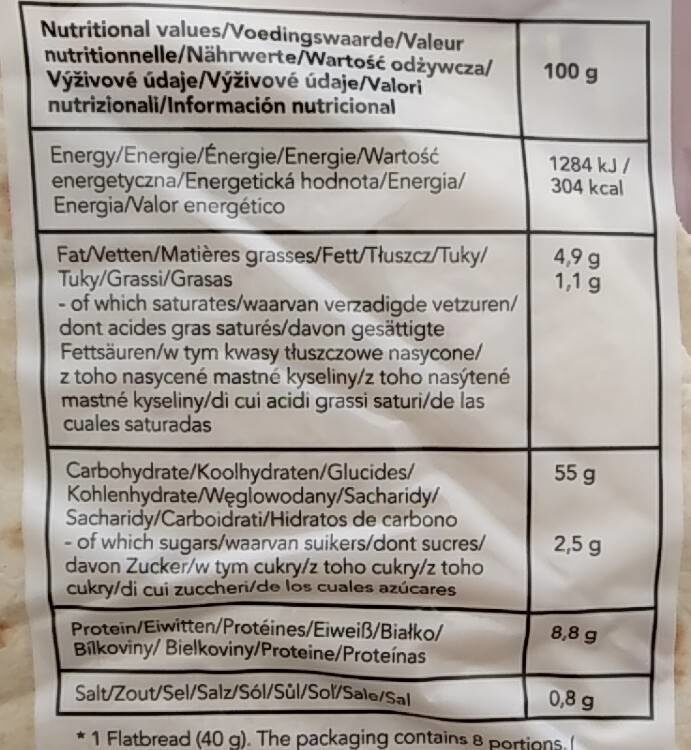 Nutritional values/Voedingswaarde/Valeur
nutritionnelle/Nährwerte/Wartość odżywcza/
Výživové údaje/Výživové údaje/Valori
nutrizionali/Información nutricional
100 g
Energy/Energie/Énergie/Energie/Wartość
energetyczna/Energetická hodnota/Energia/
Energia/Valor energético
1284 kJ /
304 kcal
Fat/Vetten/Matières grasses/Fett/Tłuszcz/Tuky/
Tuky/Grassi/Grasas
- of which saturates/waarvan verzadigde vetzuren/
dont acides gras saturés/davon gesättigte
Fettsäuren/w tym kwasy tłuszczowe nasycone/
z toho nasycené mastné kyseliny/z toho nasýtené
mastné kyseliny/di cui acidi grassi saturi/de las
cuales saturadas
4,9 g
1,1 g
Carbohydrate/Koolhydraten/Glucides/
Kohlenhydrate/Węglowodany/Sacharidy/
Sacharidy/Carboidrati/Hidratos de carbono
- of which sugars/waarvan suikers/dont sucres/
davon Zucker/w tym cukry/z toho cukry/z toho
cukry/di cui zuccheri/de los cuales azúcares
55 g
2,5 g
Protein/Eiwitten/Protéines/Eiweiß/Białko/
Bílkoviny/ Bielkoviny/Proteine/Proteínas
8,8 g
Salt/Zout/Sel/Salz/Sól/Sůl/Soľ/Sale/Sal
0,8 g
* 1 Flatbread (40 g). The packaging contains 8 portions.